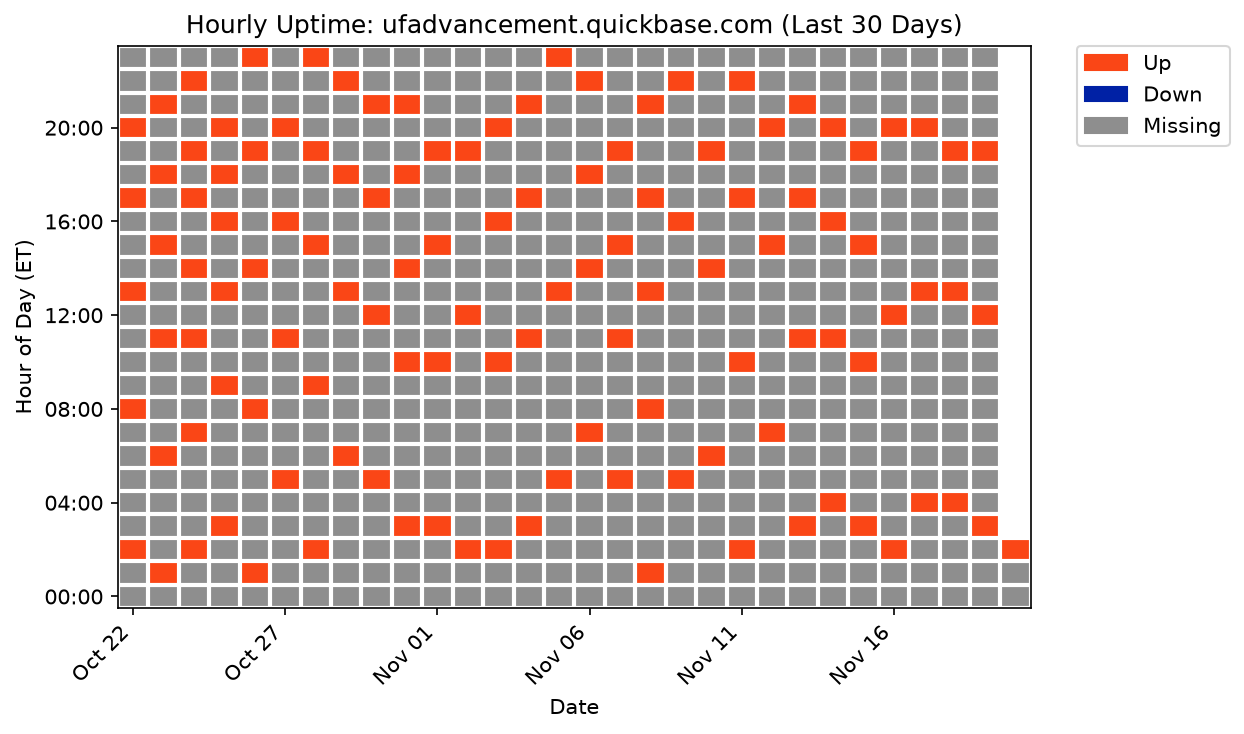 Hourly Uptime: ufadvancement.quickbase.com (Last 30 Days)
Up
Down
Missing
20:00
16:00
12:00
08:00
04:00
00:00
Hour of Day (ET)
Oct 22
Oct 27
Nov 01
Nov 06
Nov 11
Nov 16
Date